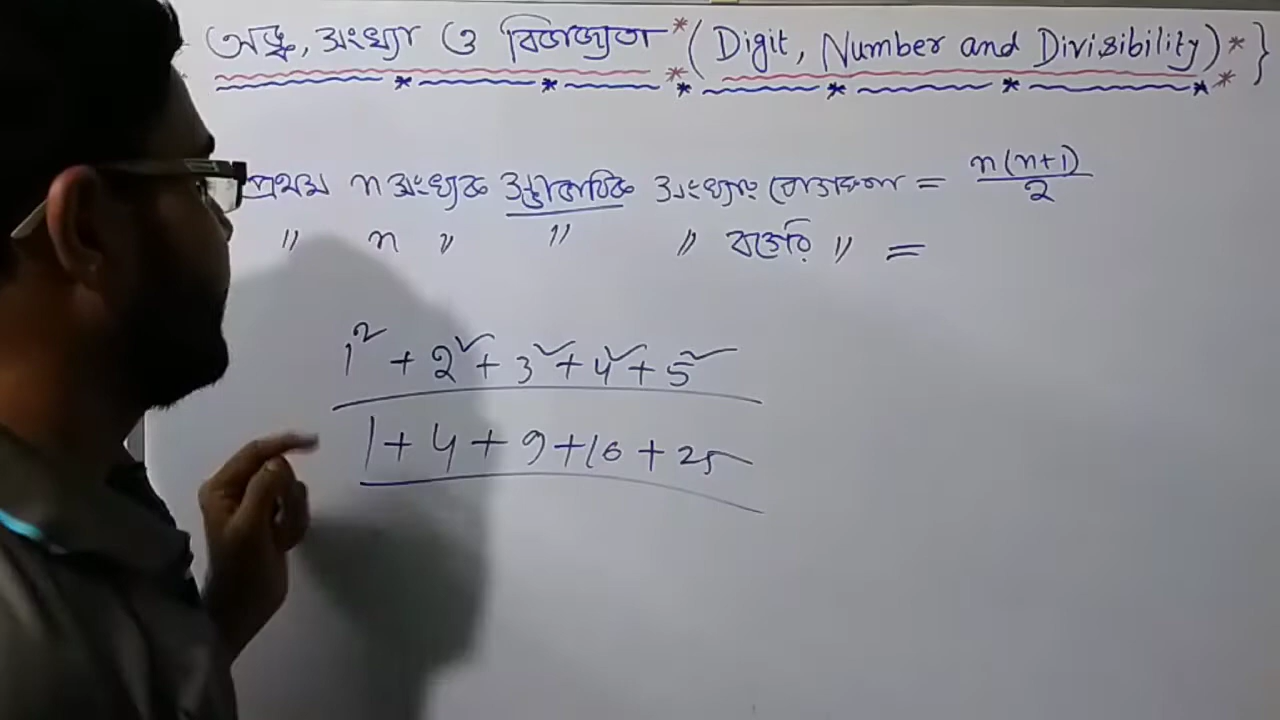 অঙ্ক, সংখ্যা ও বিভাজ্যতা * ( Digit, Number and Divisibility) * }
প্রথম n সংখ্যক স্বাভাবিক সংখ্যার যোগফল = n(n+1)/2
" n " " " বর্গের " =
1² + 2² + 3² + 4² + 5²
1 + 4 + 9 + 16 + 25